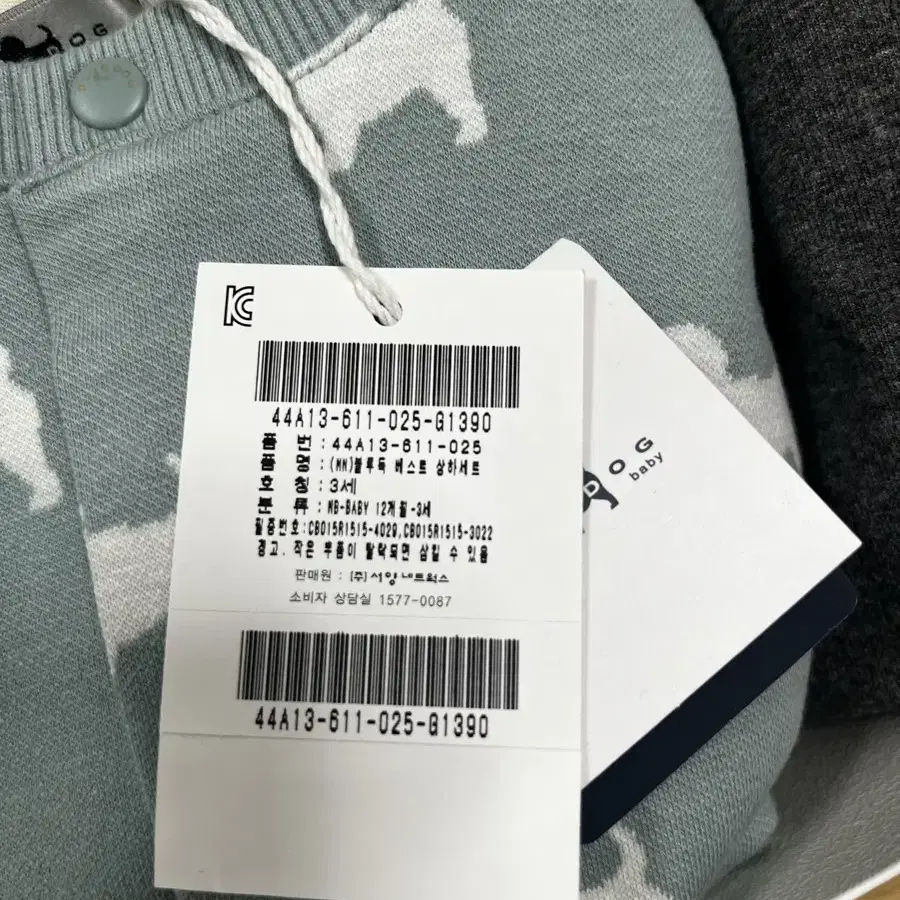 DOG
44A13-611-025-G1390
품 번 : 44A13-611-025
품 명 : (MN)블루독 베스트 상하세트
호 칭 : 3세
분 류 : NB-BABY 12개월-3세
필증번호:CB015R1515-4029,CB015R1515-3022
경고. 작은 부품이 탈락되면 삼킬 수 있음
판매원 : (주)서양네트웍스
소비자 상담실 1577-0087
44A13-611-025-G1390
DOG
baby